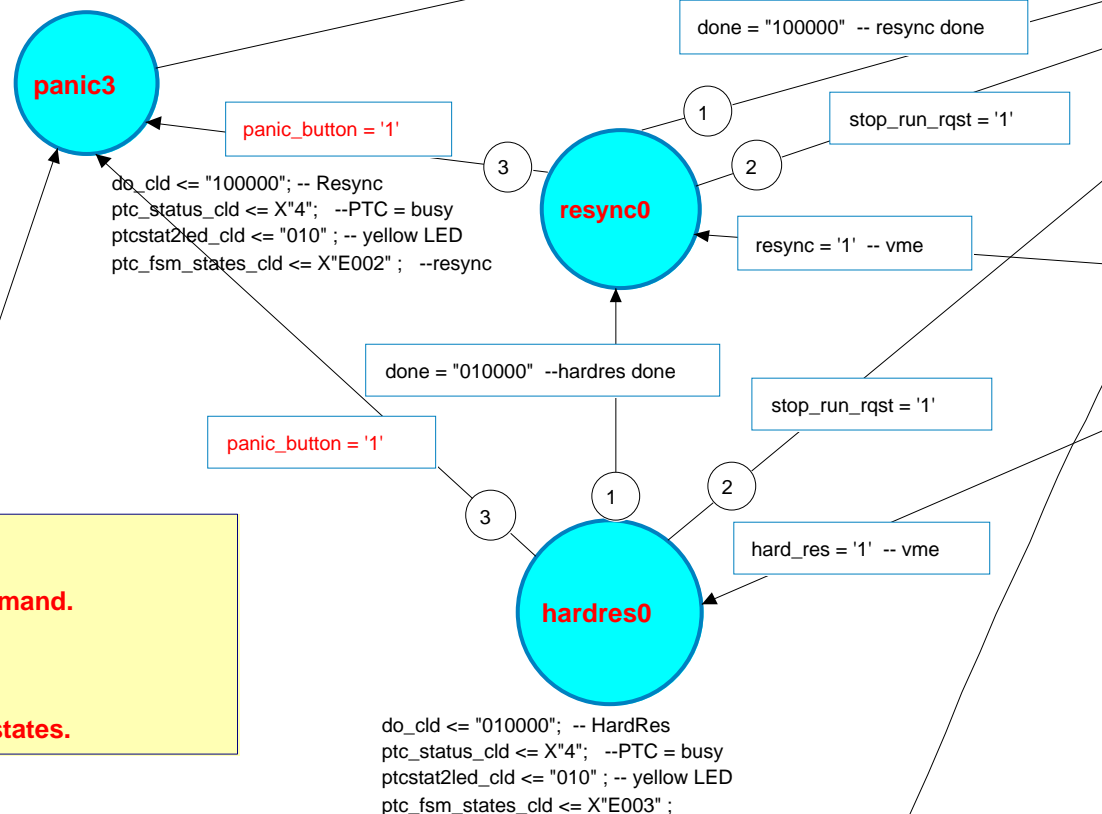 done = "100000"  -- resync done
panic3
1
panic_button = '1'
stop_run_rqst = '1'
3
2
do_cld <= "100000"; -- Resync
ptc_status_cld <= X"4";   --PTC = busy
ptcstat2led_cld <= "010" ; -- yellow LED
ptc_fsm_states_cld <= X"E002" ;   --resync
resync0
resync = '1'  -- vme
done = "010000"  --hardres done
stop_run_rqst = '1'
panic_button = '1'
2
1
3
hard_res = '1'  -- vme
mand.
hardres0
states.
do_cld <= "010000";  -- HardRes
ptc_status_cld <= X"4";   --PTC = busy
ptcstat2led_cld <= "010" ; -- yellow LED
ptc_fsm_states_cld <= X"E003" ;